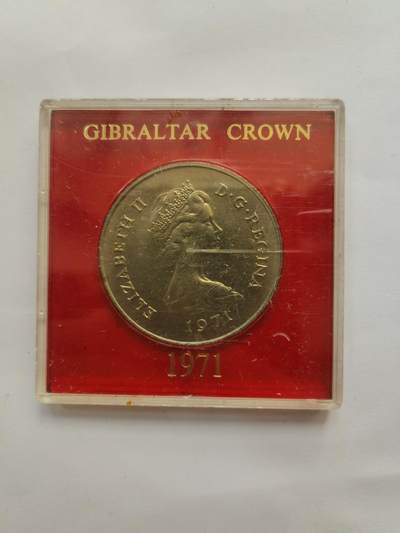 GIBRALTAR CROWN
ELIZABETH II
D·G·REGINA
1971
1971